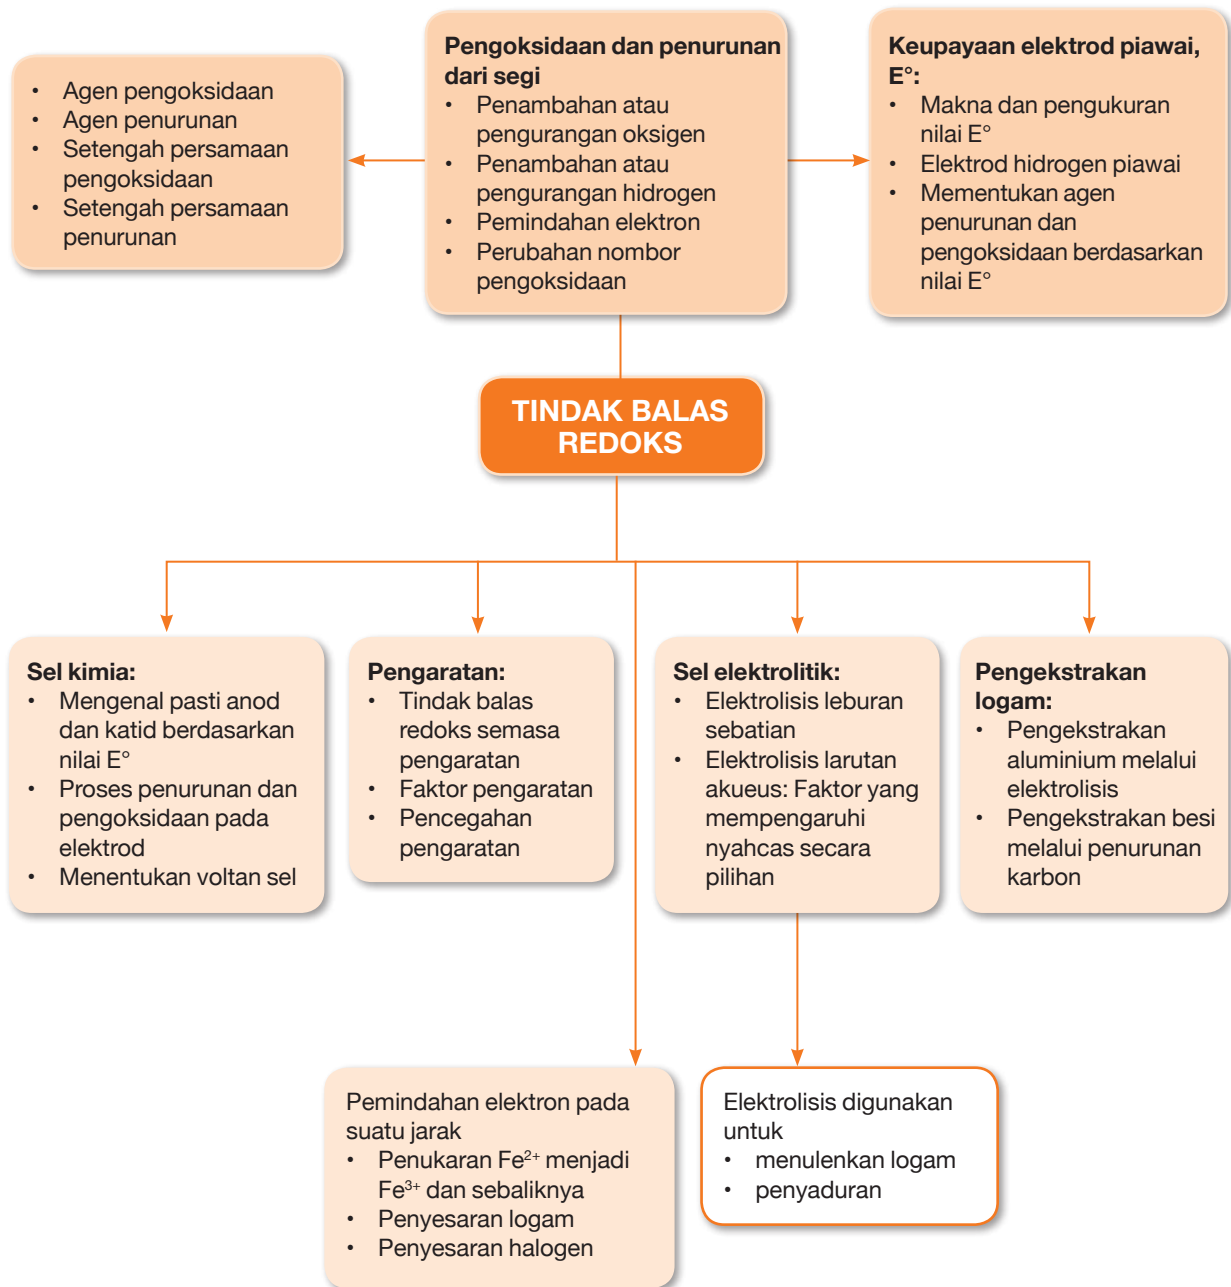 • Agen pengoksidaan
• Agen penurunan
• Setengah persamaan
pengoksidaan
• Setengah persamaan
penurunan
Pengoksidaan dan penurunan
dari segi
• Penambahan atau
pengurangan oksigen
• Penambahan atau
pengurangan hidrogen
• Pemindahan elektron
• Perubahan nombor
pengoksidaan
Keupayaan elektrod piawai,
E°:
• Makna dan pengukuran
nilai E°
• Elektrod hidrogen piawai
• Mementukan agen
penurunan dan
pengoksidaan berdasarkan
nilai E°
TINDAK BALAS
REDOKS
Sel kimia:
• Mengenal pasti anod
dan katid berdasarkan
nilai E°
• Proses penurunan dan
pengoksidaan pada
elektrod
• Menentukan voltan sel
Pengaratan:
• Tindak balas
redoks semasa
pengaratan
• Faktor pengaratan
• Pencegahan
pengaratan
Sel elektrolitik:
• Elektrolisis leburan
sebatian
• Elektrolisis larutan
akueus: Faktor yang
mempengaruhi
nyahcas secara
pilihan
Pengekstrakan
logam:
• Pengekstrakan
aluminium melalui
elektrolisis
• Pengekstrakan besi
melalui penurunan
karbon
Pemindahan elektron pada
suatu jarak
• Penukaran Fe²⁺ menjadi
Fe³⁺ dan sebaliknya
• Penyesaran logam
• Penyesaran halogen
Elektrolisis digunakan
untuk
• menulenkan logam
• penyaduran